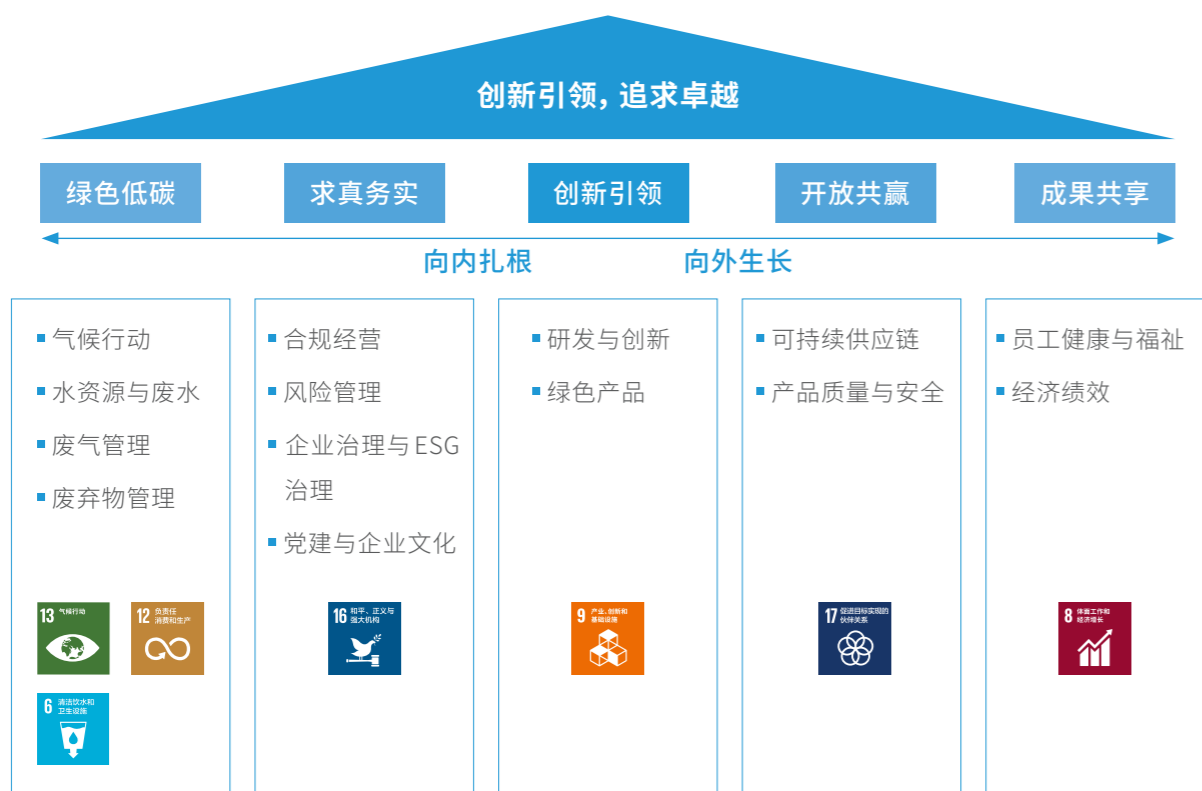 创新引领，追求卓越
绿色低碳
求真务实
创新引领
开放共赢
成果共享
向内扎根
向外生长
气候行动
水资源与废水
废气管理
废弃物管理
13 气候行动
12 负责任
消费和生产
6 清洁饮水和
卫生设施
合规经营
风险管理
企业治理与 ESG
治理
党建与企业文化
16 和平、正义与
强大机构
研发与创新
绿色产品
9 产业、创新和
基础设施
可持续供应链
产品质量与安全
17 促进目标实现的
伙伴关系
员工健康与福祉
经济绩效
8 体面工作和
经济增长